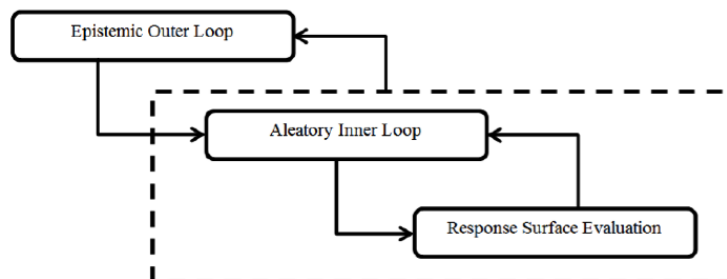 Epistemic Outer Loop
Aleatory Inner Loop
Response Surface Evaluation